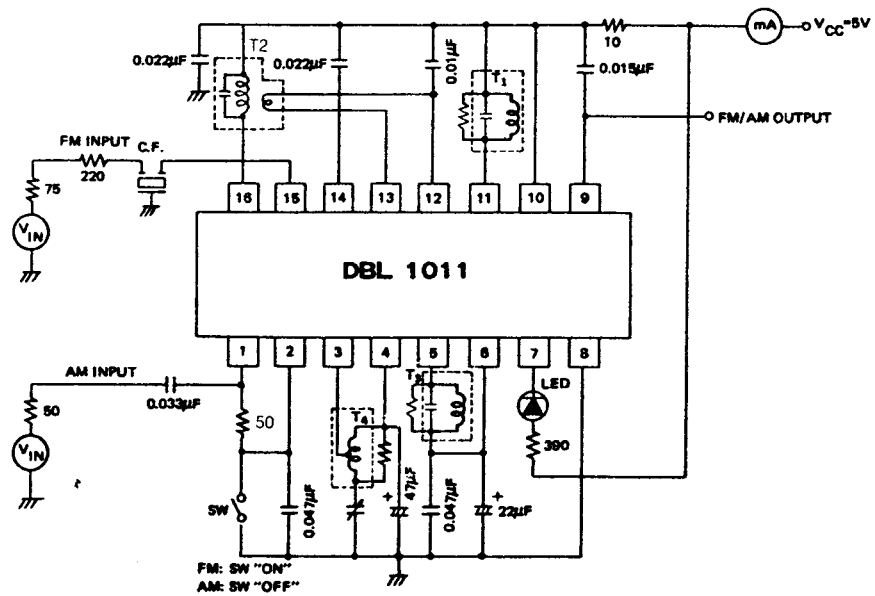 T2
0.022µF
0.022µF
0.01µF
T1
10
mA
VCC=5V
0.015µF
FM/AM OUTPUT
FM INPUT
C.F.
220
75
VIN
16
15
14
13
12
11
10
9
DBL 1011
1
2
3
4
5
6
7
8
AM INPUT
0.033µF
50
VIN
50
SW
0.047µF
T4
+
47µF
0.047µF
+
22µF
LED
390
FM: SW "ON"
AM: SW "OFF"